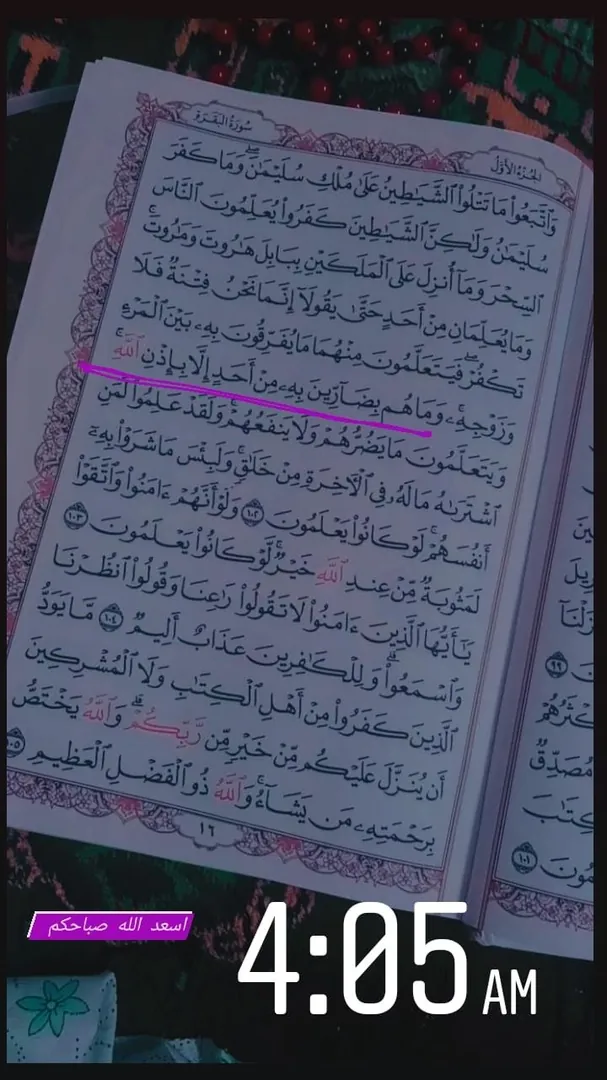 سُورَةُ البَقَرَةِ
الجُزْءُ الأَوَّلُ
وَٱتَّبَعُواْ مَا تَتْلُواْ ٱلشَّيَٰطِينُ عَلَىٰ مُلْكِ سُلَيْمَٰنَۖ وَمَا كَفَرَ
سُلَيْمَٰنُ وَلَٰكِنَّ ٱلشَّيَٰطِينَ كَفَرُواْ يُعَلِّمُونَ ٱلنَّاسَ
ٱلسِّحْرَ وَمَآ أُنزِلَ عَلَى ٱلْمَلَكَيْنِ بِبَابِلَ هَٰرُوتَ وَمَٰرُوتَۚ
وَمَا يُعَلِّمَانِ مِنْ أَحَدٍ حَتَّىٰ يَقُولَآ إِنَّمَا نَحْنُ فِتْنَةٌ فَلَا
تَكْفُرْۖ فَيَتَعَلَّمُونَ مِنْهُمَا مَا يُفَرِّقُونَ بِهِۦ بَيْنَ ٱلْمَرْءِ
وَزَوْجِهِۦۚ وَمَا هُم بِضَآرِّينَ بِهِۦ مِنْ أَحَدٍ إِلَّا بِإِذْنِ ٱللَّهِۚ
وَيَتَعَلَّمُونَ مَا يَضُرُّهُمْ وَلَا يَنفَعُهُمْۚ وَلَقَدْ عَلِمُواْ لَمَنِ
ٱشْتَرَىٰهُ مَا لَهُۥ فِي ٱلْأٓخِرَةِ مِنْ خَلَٰقٍۚ وَلَبِئْسَ مَا شَرَوْاْ بِهِۦٓ
أَنفُسَهُمْۚ لَوْ كَانُواْ يَعْلَمُونَ ١٠٢ وَلَوْ أَنَّهُمْ ءَامَنُواْ وَٱتَّقَوْاْ
لَمَثُوبَةٌ مِّنْ عِندِ ٱللَّهِ خَيْرٌۚ لَّوْ كَانُواْ يَعْلَمُونَ ١٠٣
يَٰٓأَيُّهَا ٱلَّذِينَ ءَامَنُواْ لَا تَقُولُواْ رَٰعِنَا وَقُولُواْ ٱنظُرْنَا
وَٱسْمَعُواْۗ وَلِلْكَٰفِرِينَ عَذَابٌ أَلِيمٌ ١٠٤ مَّا يَوَدُّ
ٱلَّذِينَ كَفَرُواْ مِنْ أَهْلِ ٱلْكِتَٰبِ وَلَا ٱلْمُشْرِكِينَ
أَن يُنَزَّلَ عَلَيْكُم مِّنْ خَيْرٍ مِّن رَّبِّكُمْۗ وَٱللَّهُ يَخْتَصُّ
بِرَحْمَتِهِۦ مَن يَشَآءُۚ وَٱللَّهُ ذُو ٱلْفَضْلِ ٱلْعَظِيمِ ١٠٥
١٦
٩٩
مُصَدِّقٌ
١٠١
اسعد الله صباحكم
4:05 AM